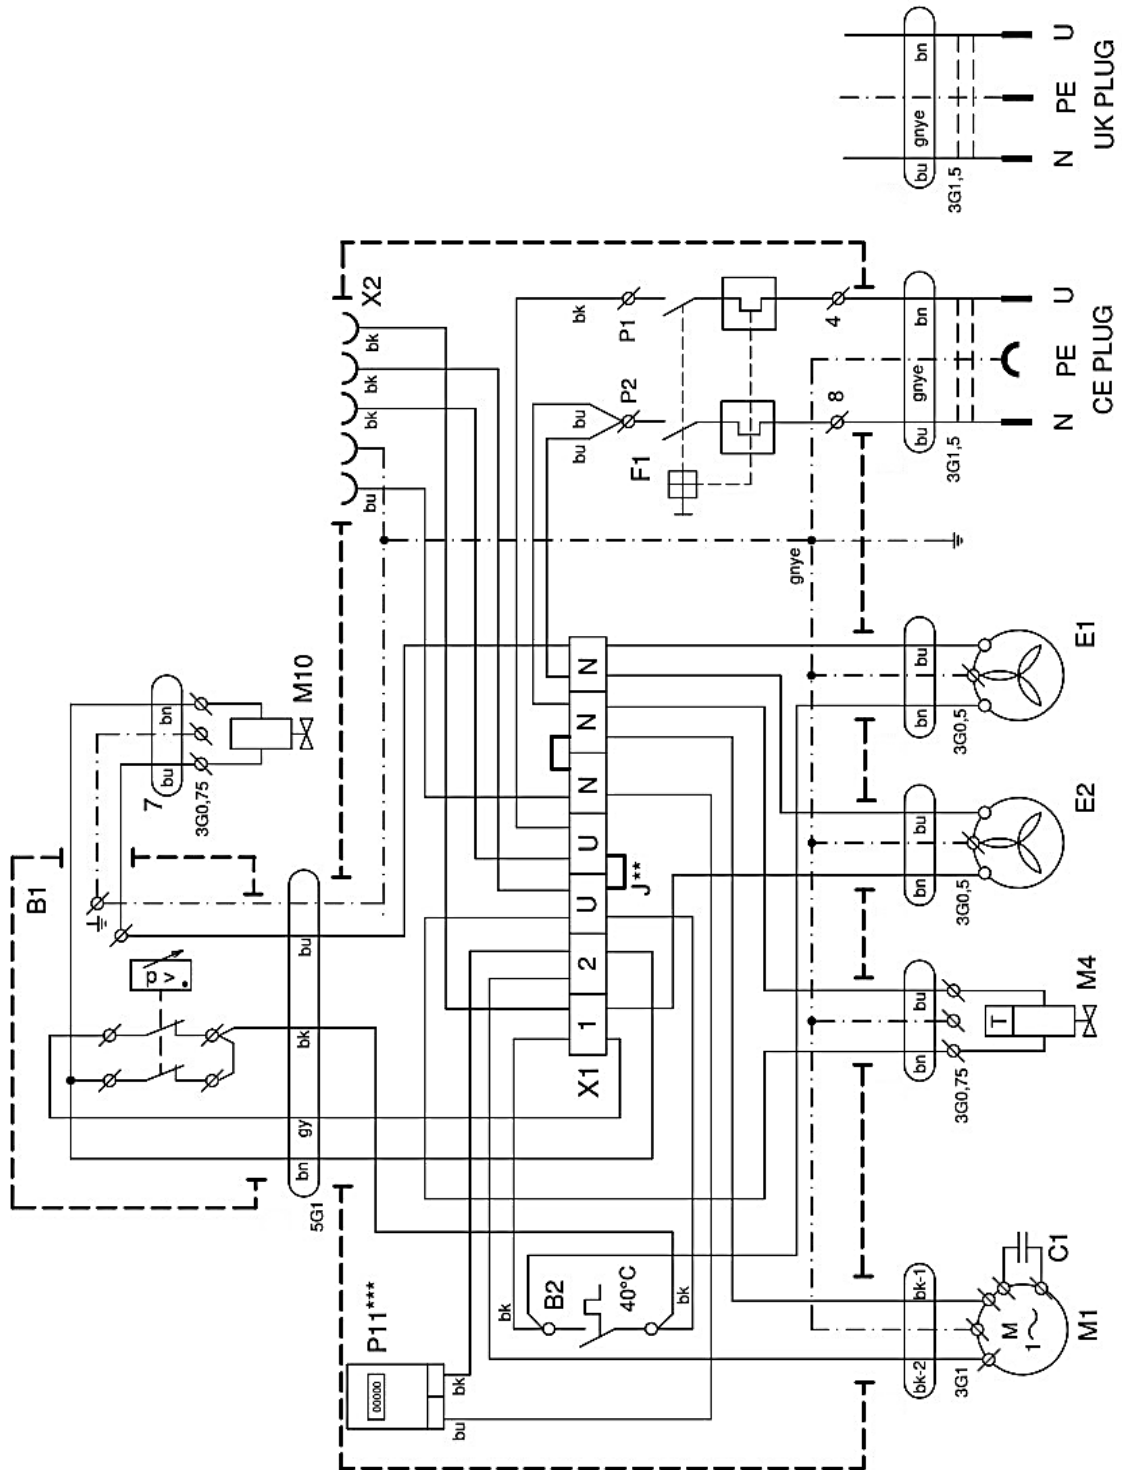 B1
p
V
7
bu
bn
3G0,75
M10
bn
gy
bk
bu
5G1
X2
bu
bk
bk
bk
00000
P11***
bu
bk
bk
B2
40°C
bk
X1
1
2
U
U
N
N
N
J**
bu
bu
bk
P2
P1
F1
8
4
gnye
bk-2
bk-1
3G1
M
1~
C1
M1
bn
bu
3G0,75
T
M4
bn
bu
3G0,5
E2
bn
bu
3G0,5
E1
bu
gnye
bn
3G1,5
N
PE
U
CE PLUG
bu
gnye
bn
3G1,5
N
PE
U
UK PLUG